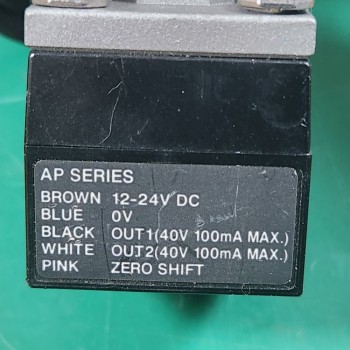 AP SERIES
BROWN 12-24V DC
BLUE 0V
BLACK OUT1(40V 100mA MAX.)
WHITE OUT2(40V 100mA MAX.)
PINK ZERO SHIFT